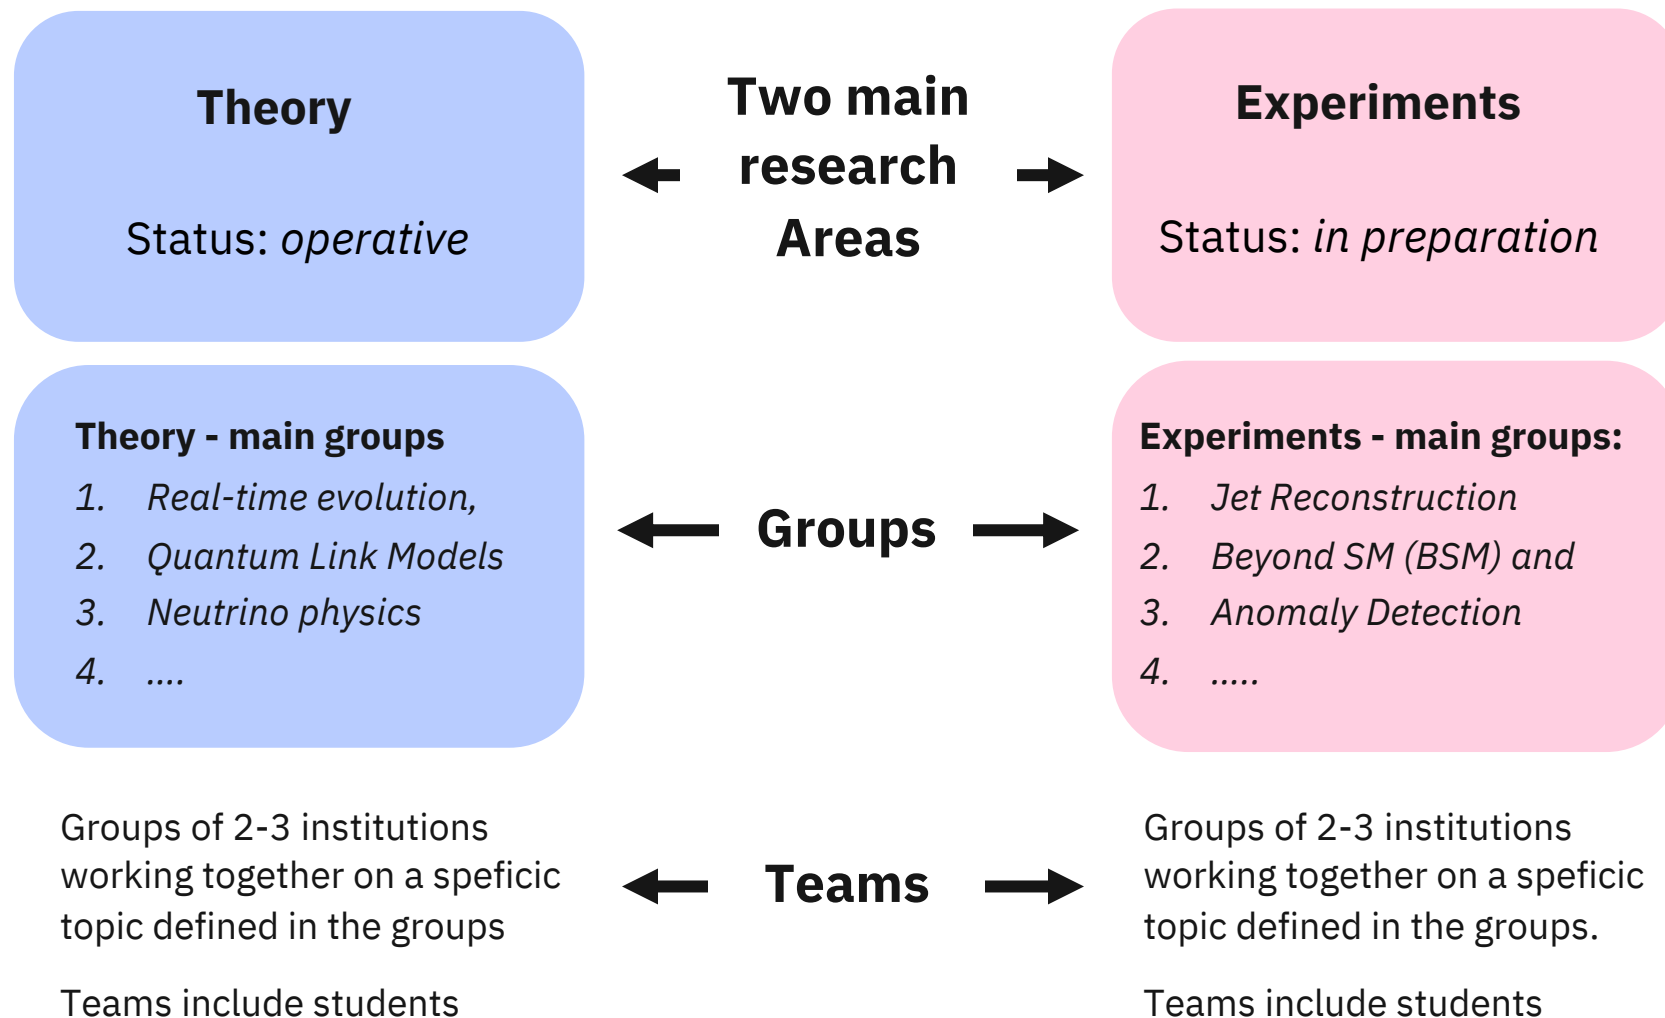 Theory
Status: operative
Two main
research
Areas
Experiments
Status: in preparation
Theory - main groups
1. Real-time evolution,
2. Quantum Link Models
3. Neutrino physics
4. ....
Groups
Experiments - main groups:
1. Jet Reconstruction
2. Beyond SM (BSM) and
3. Anomaly Detection
4. .....
Groups of 2-3 institutions
working together on a speficic
topic defined in the groups
Teams include students
Teams
Groups of 2-3 institutions
working together on a speficic
topic defined in the groups.
Teams include students